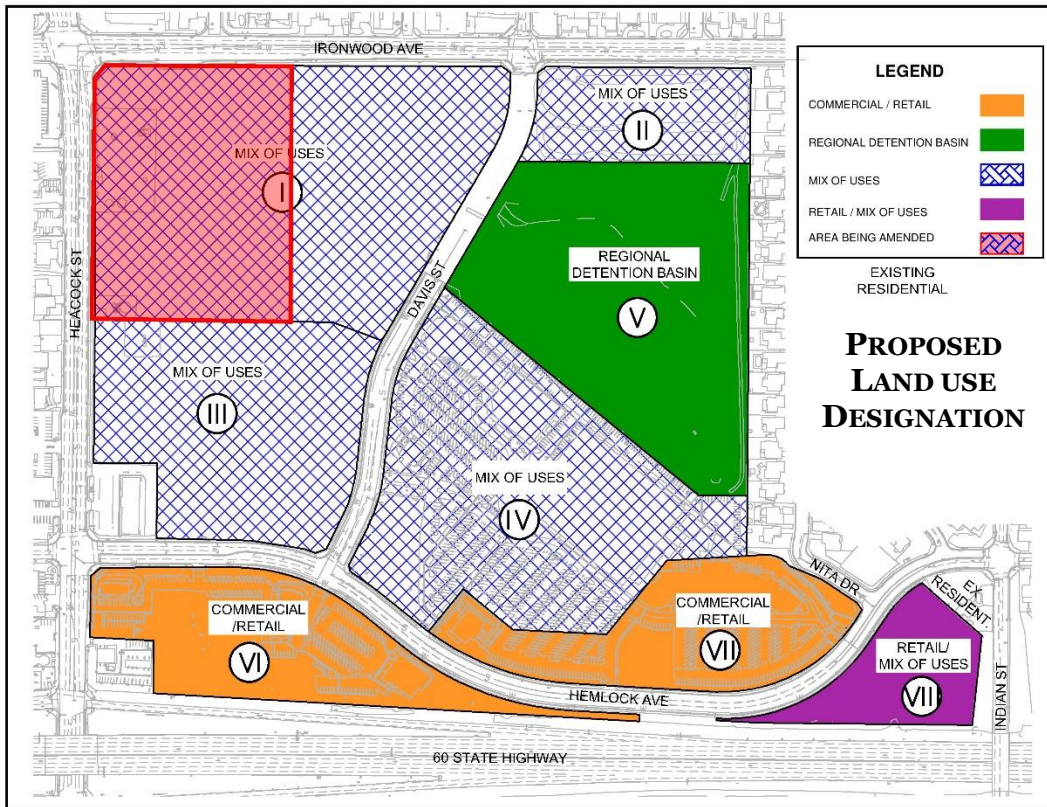 IRONWOOD AVE
HEACOCK ST
MIX OF USES
I
MIX OF USES
II
DAVIS ST
REGIONAL
DETENTION BASIN
V
MIX OF USES
III
MIX OF USES
IV
COMMERCIAL
/RETAIL
VI
COMMERCIAL
/RETAIL
VII
NITA DR
EX.
RESIDENT.
RETAIL/
MIX OF USES
VII
HEMLOCK AVE
INDIAN ST
60 STATE HIGHWAY
LEGEND
COMMERCIAL / RETAIL
REGIONAL DETENTION BASIN
MIX OF USES
RETAIL / MIX OF USES
AREA BEING AMENDED
EXISTING
RESIDENTIAL
PROPOSED
LAND USE
DESIGNATION